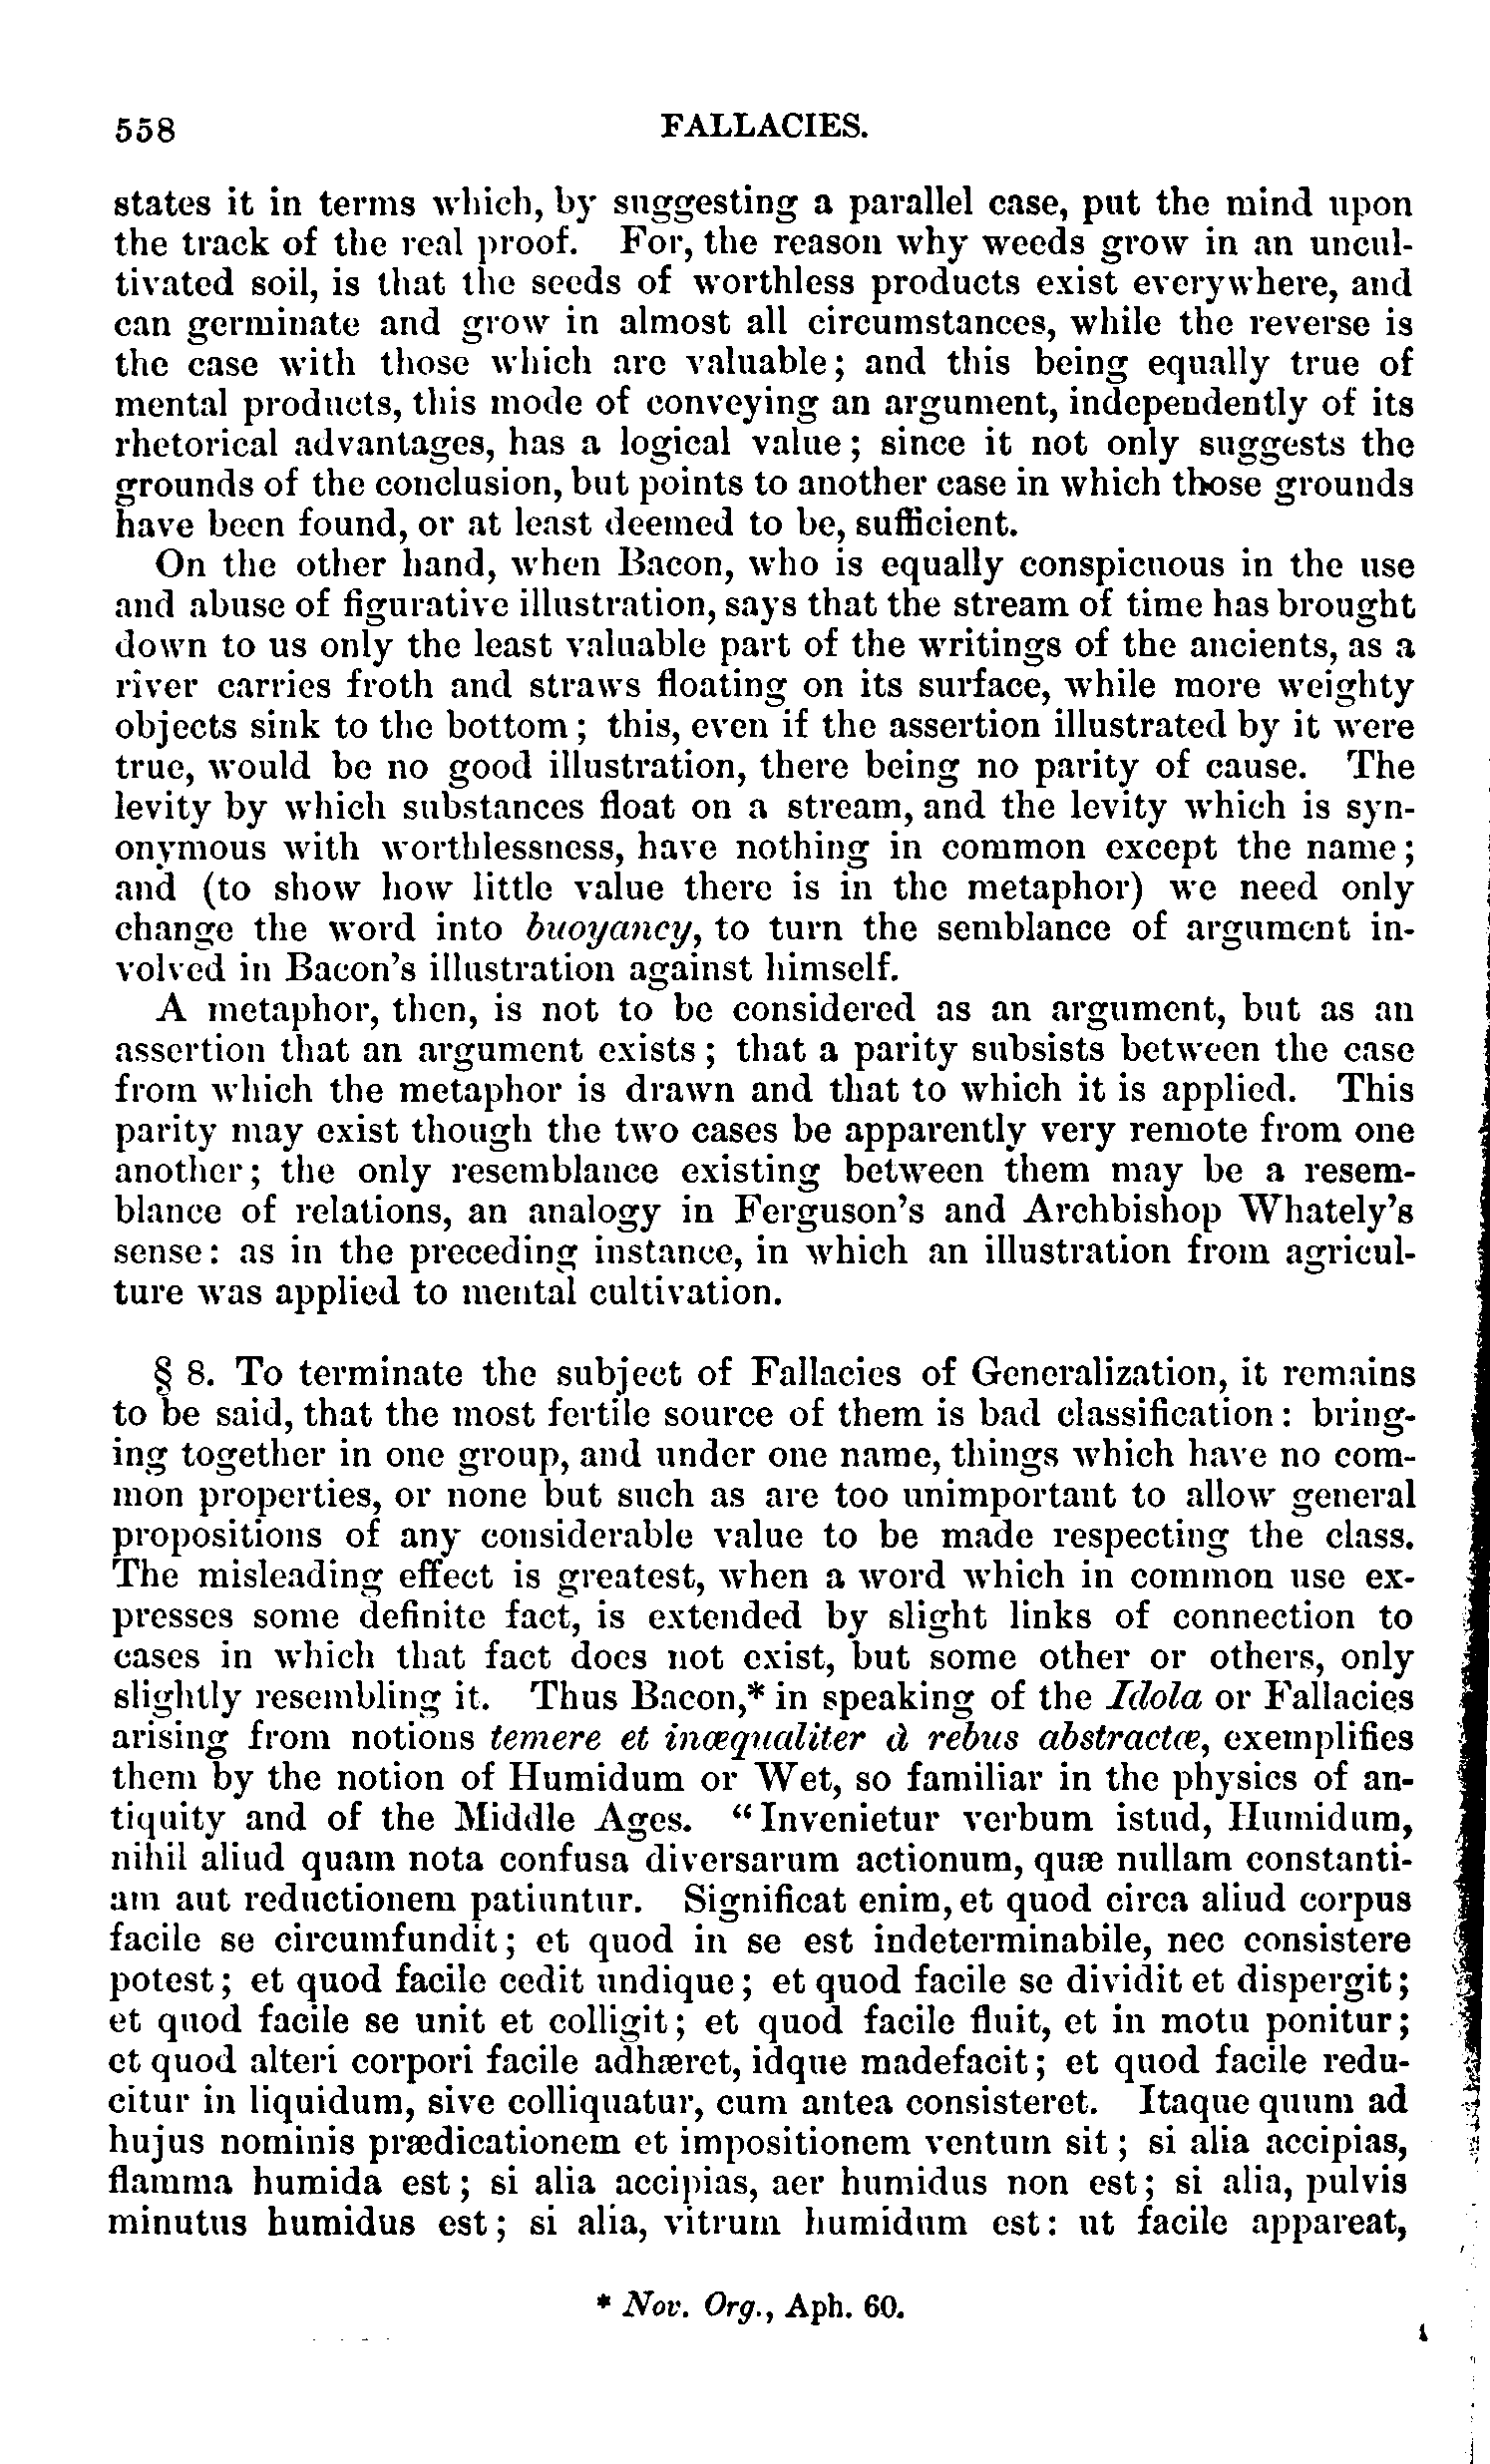 558 FALLACIES.
states it in terms which, by suggesting a parallel case, put the mind upon
the track of the real proof. For, the reason why weeds grow in an uncul-
tivated soil, is that the seeds of worthless products exist everywhere, and
can germinate and grow in almost all circumstances, while the reverse is
the case with those which are valuable; and this being equally true of
mental products, this mode of conveying an argument, independently of its
rhetorical advantages, has a logical value; since it not only suggests the
grounds of the conclusion, but points to another case in which those grounds
have been found, or at least deemed to be, sufficient.
On the other hand, when Bacon, who is equally conspicuous in the use
and abuse of figurative illustration, says that the stream of time has brought
down to us only the least valuable part of the writings of the ancients, as a
river carries froth and straws floating on its surface, while more weighty
objects sink to the bottom; this, even if the assertion illustrated by it were
true, would be no good illustration, there being no parity of cause. The
levity by which substances float on a stream, and the levity which is syn-
onymous with worthlessness, have nothing in common except the name;
and (to show how little value there is in the metaphor) we need only
change the word into buoyancy, to turn the semblance of argument in-
volved in Bacon's illustration against himself.
A metaphor, then, is not to be considered as an argument, but as an
assertion that an argument exists; that a parity subsists between the case
from which the metaphor is drawn and that to which it is applied. This
parity may exist though the two cases be apparently very remote from one
another; the only resemblance existing between them may be a resem-
blance of relations, an analogy in Ferguson's and Archbishop Whately's
sense: as in the preceding instance, in which an illustration from agricul-
ture was applied to mental cultivation.
§ 8. To terminate the subject of Fallacies of Generalization, it remains
to be said, that the most fertile source of them is bad classification: bring-
ing together in one group, and under one name, things which have no com-
mon properties, or none but such as are too unimportant to allow general
propositions of any considerable value to be made respecting the class.
The misleading effect is greatest, when a word which in common use ex-
presses some definite fact, is extended by slight links of connection to
cases in which that fact does not exist, but some other or others, only
slightly resembling it. Thus Bacon,* in speaking of the Idola or Fallacies
arising from notions temere et inæqualiter à rebus abstractæ, exemplifies
them by the notion of Humidum or Wet, so familiar in the physics of an-
tiquity and of the Middle Ages. "Invenietur verbum istud, Humidum,
nihil aliud quam nota confusa diversarum actionum, quæ nullam constanti-
am aut reductionem patiuntur. Significat enim, et quod circa aliud corpus
facile se circumfundit; et quod in se est indeterminabile, nec consistere
potest; et quod facile cedit undique; et quod facile se dividit et dispergit;
et quod facile se unit et colligit; et quod facile fluit, et in motu ponitur;
et quod alteri corpori facile adhæret, idque madefacit; et quod facile redu-
citur in liquidum, sive colliquatur, cum antea consisteret. Itaque quum ad
hujus nominis prædicationem et impositionem ventum sit; si alia accipias,
flamma humida est; si alia accipias, aer humidus non est; si alia, pulvis
minutus humidus est; si alia, vitrum humidum est: ut facile appareat,
* Nov. Org., Aph. 60.